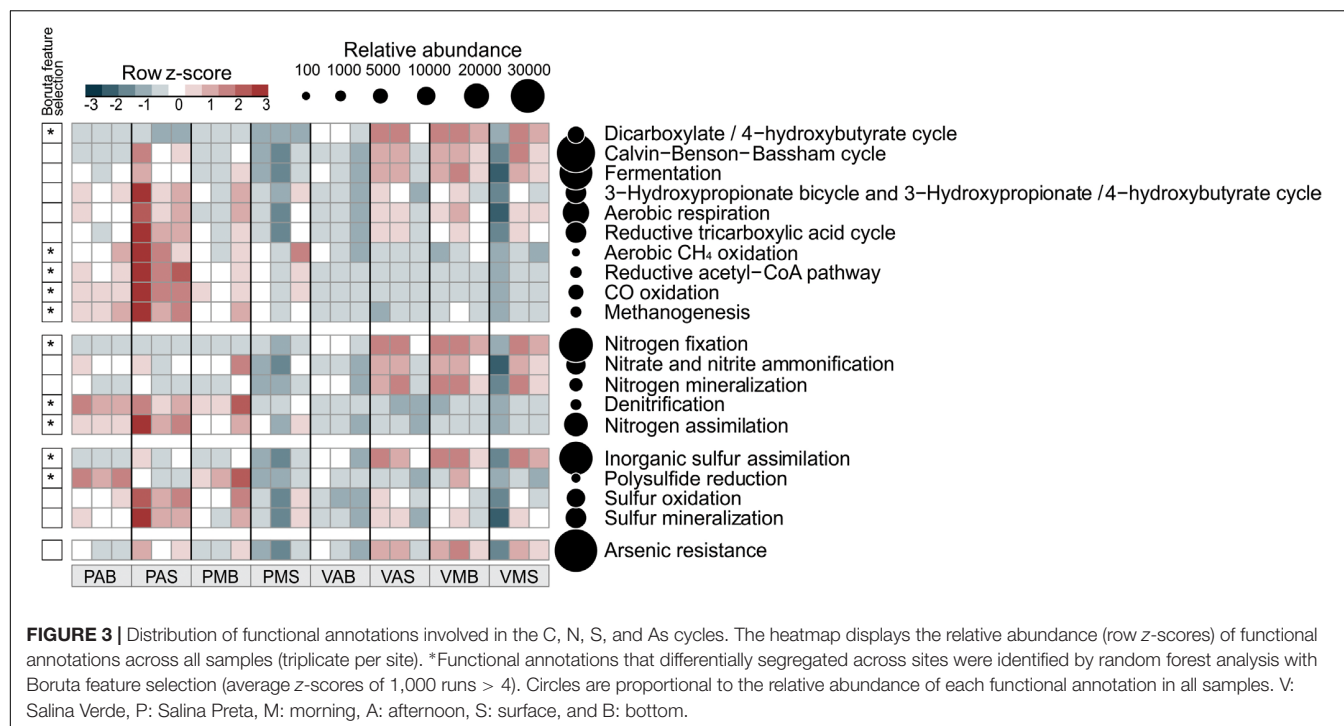 Boruta feature
selection
Row z-score
-3 -2 -1 0 1 2 3
Relative abundance
100 1000 5000 10000 20000 30000
* Dicarboxylate / 4−hydroxybutyrate cycle
Calvin−Benson−Bassham cycle
Fermentation
3−Hydroxypropionate bicycle and 3−Hydroxypropionate /4−hydroxybutyrate cycle
Aerobic respiration
Reductive tricarboxylic acid cycle
* Aerobic CH₄ oxidation
* Reductive acetyl−CoA pathway
* CO oxidation
* Methanogenesis
* Nitrogen fixation
Nitrate and nitrite ammonification
Nitrogen mineralization
* Denitrification
* Nitrogen assimilation
* Inorganic sulfur assimilation
* Polysulfide reduction
Sulfur oxidation
Sulfur mineralization
Arsenic resistance
PAB PAS PMB PMS VAB VAS VMB VMS
FIGURE 3 | Distribution of functional annotations involved in the C, N, S, and As cycles. The heatmap displays the relative abundance (row z-scores) of functional
annotations across all samples (triplicate per site). *Functional annotations that differentially segregated across sites were identified by random forest analysis with
Boruta feature selection (average z-scores of 1,000 runs > 4). Circles are proportional to the relative abundance of each functional annotation in all samples. V:
Salina Verde, P: Salina Preta, M: morning, A: afternoon, S: surface, and B: bottom.